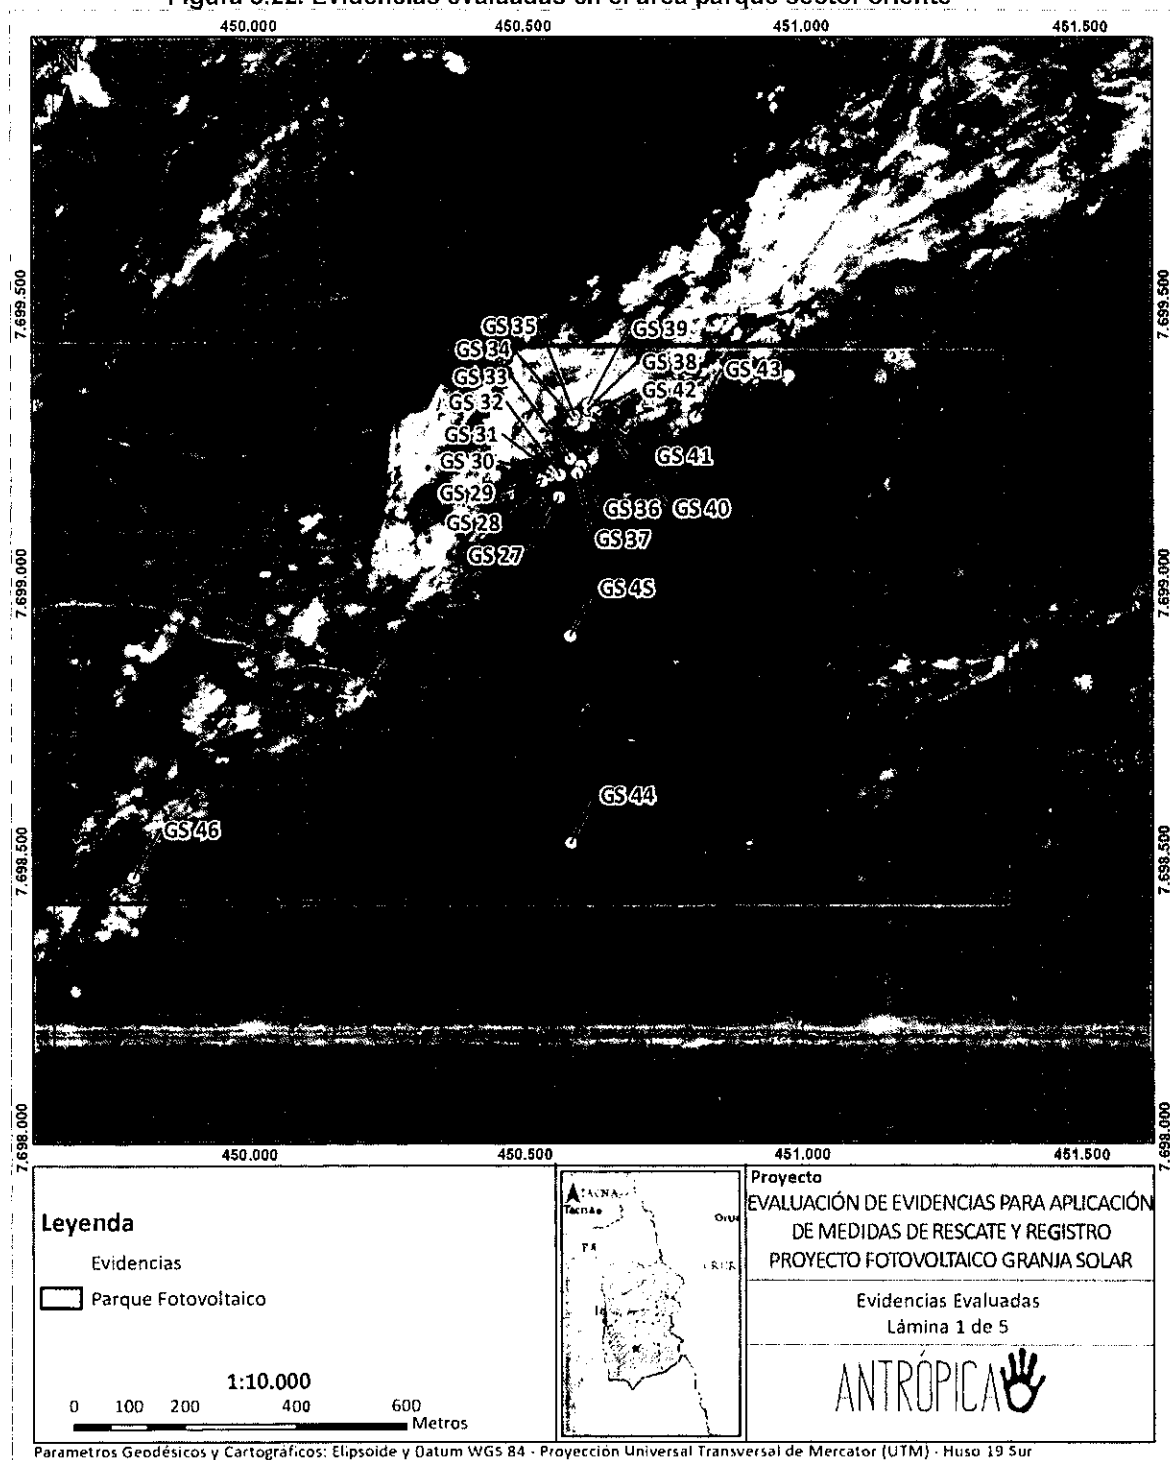 Figura 3.22. Evidencias evaluadas en el área parque sector oriente
450.000 450.500 451.000 451.500
N
7.699.500 7.699.500
GS 35
GS 39
GS 34
GS 38
GS 33
GS 43
GS 32
GS 42
GS 31
GS 30
GS 41
GS 29
GS 36
GS 40
GS 28
GS 37
GS 27
7.699.000 7.699.000
GS 45
GS 44
GS 46
7.698.500 7.698.500
7.698.000 7.698.000
450.000 450.500 451.000 451.500
Leyenda
Evidencias
Parque Fotovoltaico
1:10.000
0 100 200 400 600
Metros
TACNA
Tacna
Proyecto
EVALUACIÓN DE EVIDENCIAS PARA APLICACIÓN
DE MEDIDAS DE RESCATE Y REGISTRO
PROYECTO FOTOVOLTAICO GRANJA SOLAR
Evidencias Evaluadas
Lámina 1 de 5
ANTRÓPICA
Parametros Geodésicos y Cartográficos: Elipsoide y Datum WGS 84 - Proyección Universal Transversal de Mercator (UTM) - Huso 19 Sur